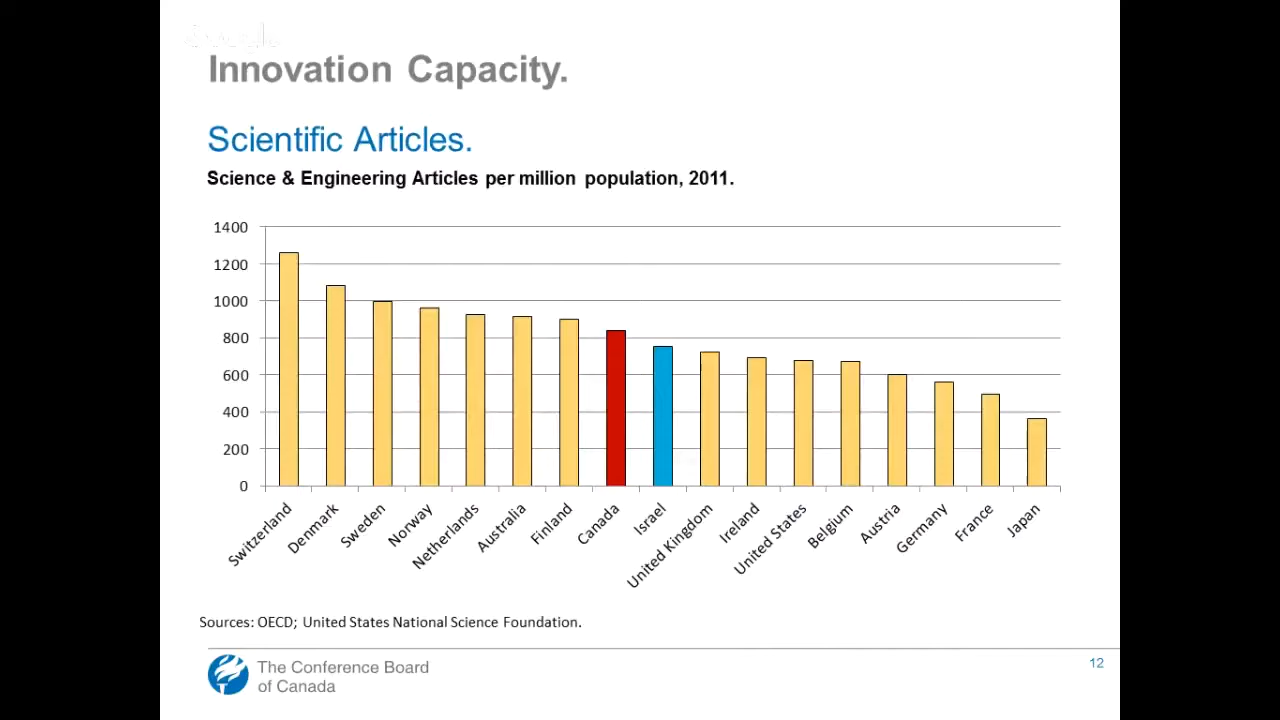 Google
Innovation Capacity.
Scientific Articles.
Science & Engineering Articles per million population, 2011.
1400
1200
1000
800
600
400
200
0
Switzerland
Denmark
Sweden
Norway
Netherlands
Australia
Finland
Canada
Israel
United Kingdom
Ireland
United States
Belgium
Austria
Germany
France
Japan
Sources: OECD; United States National Science Foundation.
The Conference Board
of Canada
12